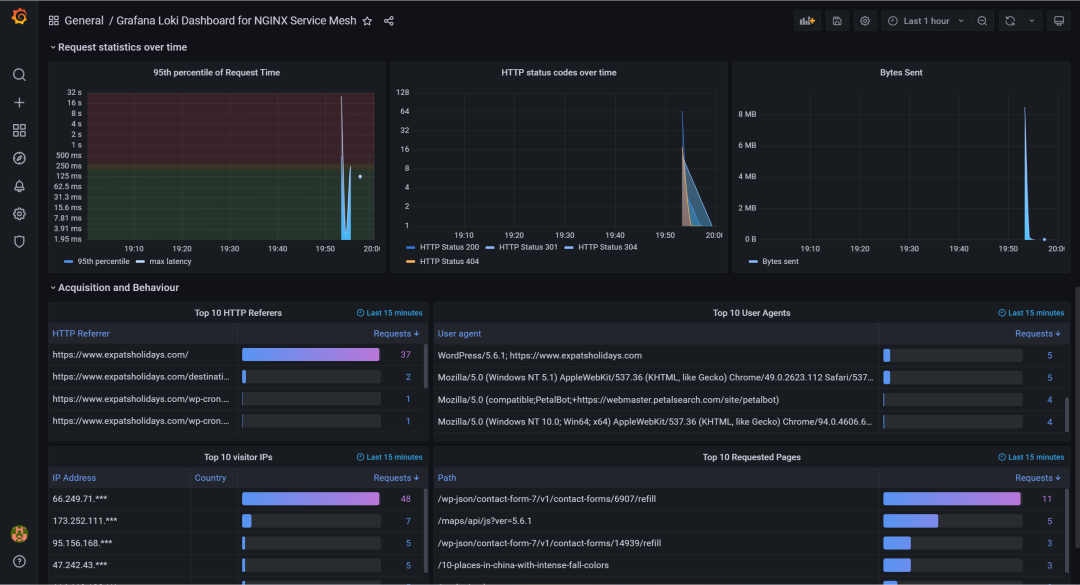 General / Grafana Loki Dashboard for NGINX Service Mesh
Last 1 hour
Request statistics over time
95th percentile of Request Time
32 s
16 s
8 s
4 s
2 s
1 s
500 ms
250 ms
125 ms
62.5 ms
31.3 ms
15.6 ms
7.81 ms
3.91 ms
1.95 ms
19:10 19:20 19:30 19:40 19:50 20:00
95th percentile max latency
HTTP status codes over time
128
64
32
16
8
4
2
1
19:10 19:20 19:30 19:40 19:50 20:00
HTTP Status 200 HTTP Status 301 HTTP Status 304
HTTP Status 404
Bytes Sent
8 MB
6 MB
4 MB
2 MB
0 B
19:10 19:20 19:30 19:40 19:50 20:00
Bytes sent
Acquisition and Behaviour
Top 10 HTTP Referers Last 15 minutes
HTTP Referrer Requests
https://www.expatsholidays.com/ 37
https://www.expatsholidays.com/destinati... 2
https://www.expatsholidays.com/wp-cron.... 1
https://www.expatsholidays.com/wp-cron.... 1
Top 10 User Agents Last 15 minutes
User agent Requests
WordPress/5.6.1; https://www.expatsholidays.com 5
Mozilla/5.0 (Windows NT 5.1) AppleWebKit/537.36 (KHTML, like Gecko) Chrome/49.0.2623.112 Safari/537... 5
Mozilla/5.0 (compatible;PetalBot;+https://webmaster.petalsearch.com/site/petalbot) 4
Mozilla/5.0 (Windows NT 10.0; Win64; x64) AppleWebKit/537.36 (KHTML, like Gecko) Chrome/94.0.4606.6... 4
Top 10 visitor IPs Last 15 minutes
IP Address Country Requests
66.249.71.*** 48
173.252.111.*** 7
95.156.168.*** 5
47.242.43.*** 5
Top 10 Requested Pages Last 15 minutes
Path Requests
/wp-json/contact-form-7/v1/contact-forms/6907/refill 11
/maps/api/js?ver=5.6.1 5
/wp-json/contact-form-7/v1/contact-forms/14939/refill 3
/10-places-in-china-with-intense-fall-colors 3